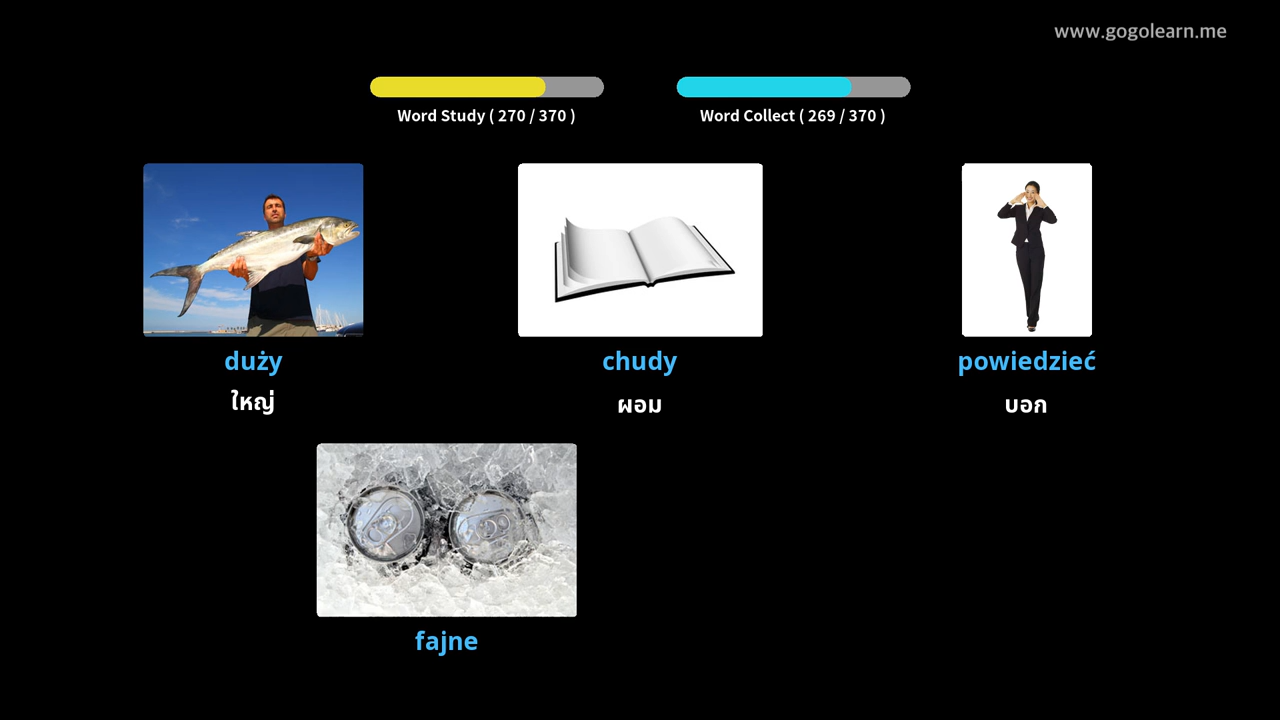 www.gogolearn.me
Word Study ( 270 / 370 )
Word Collect ( 269 / 370 )
duży
chudy
powiedzieć
ใหญ่
ผอม
บอก
fajne